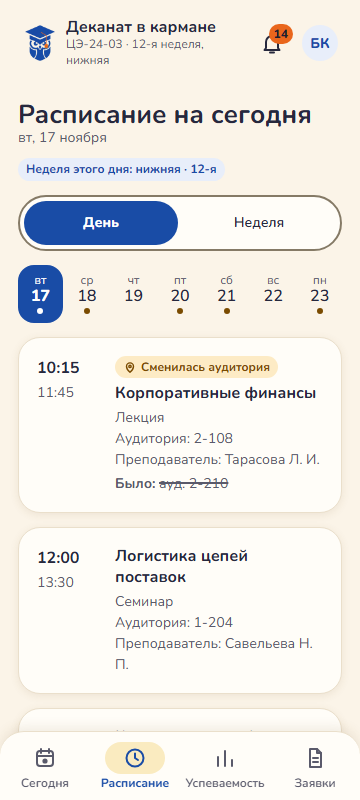 Деканат в кармане
ЦЭ-24-03 · 12-я неделя,
нижняя
14
БК
Расписание на сегодня
вт, 17 ноября
Неделя этого дня: нижняя · 12-я
День
Неделя
вт
17
ср
18
чт
19
пт
20
сб
21
вс
22
пн
23
10:15
11:45
Сменилась аудитория
Корпоративные финансы
Лекция
Аудитория: 2-108
Преподаватель: Тарасова Л. И.
Было: ауд. 2-210
12:00
13:30
Логистика цепей
поставок
Семинар
Аудитория: 1-204
Преподаватель: Савельева Н.
П.
Сегодня
Расписание
Успеваемость
Заявки